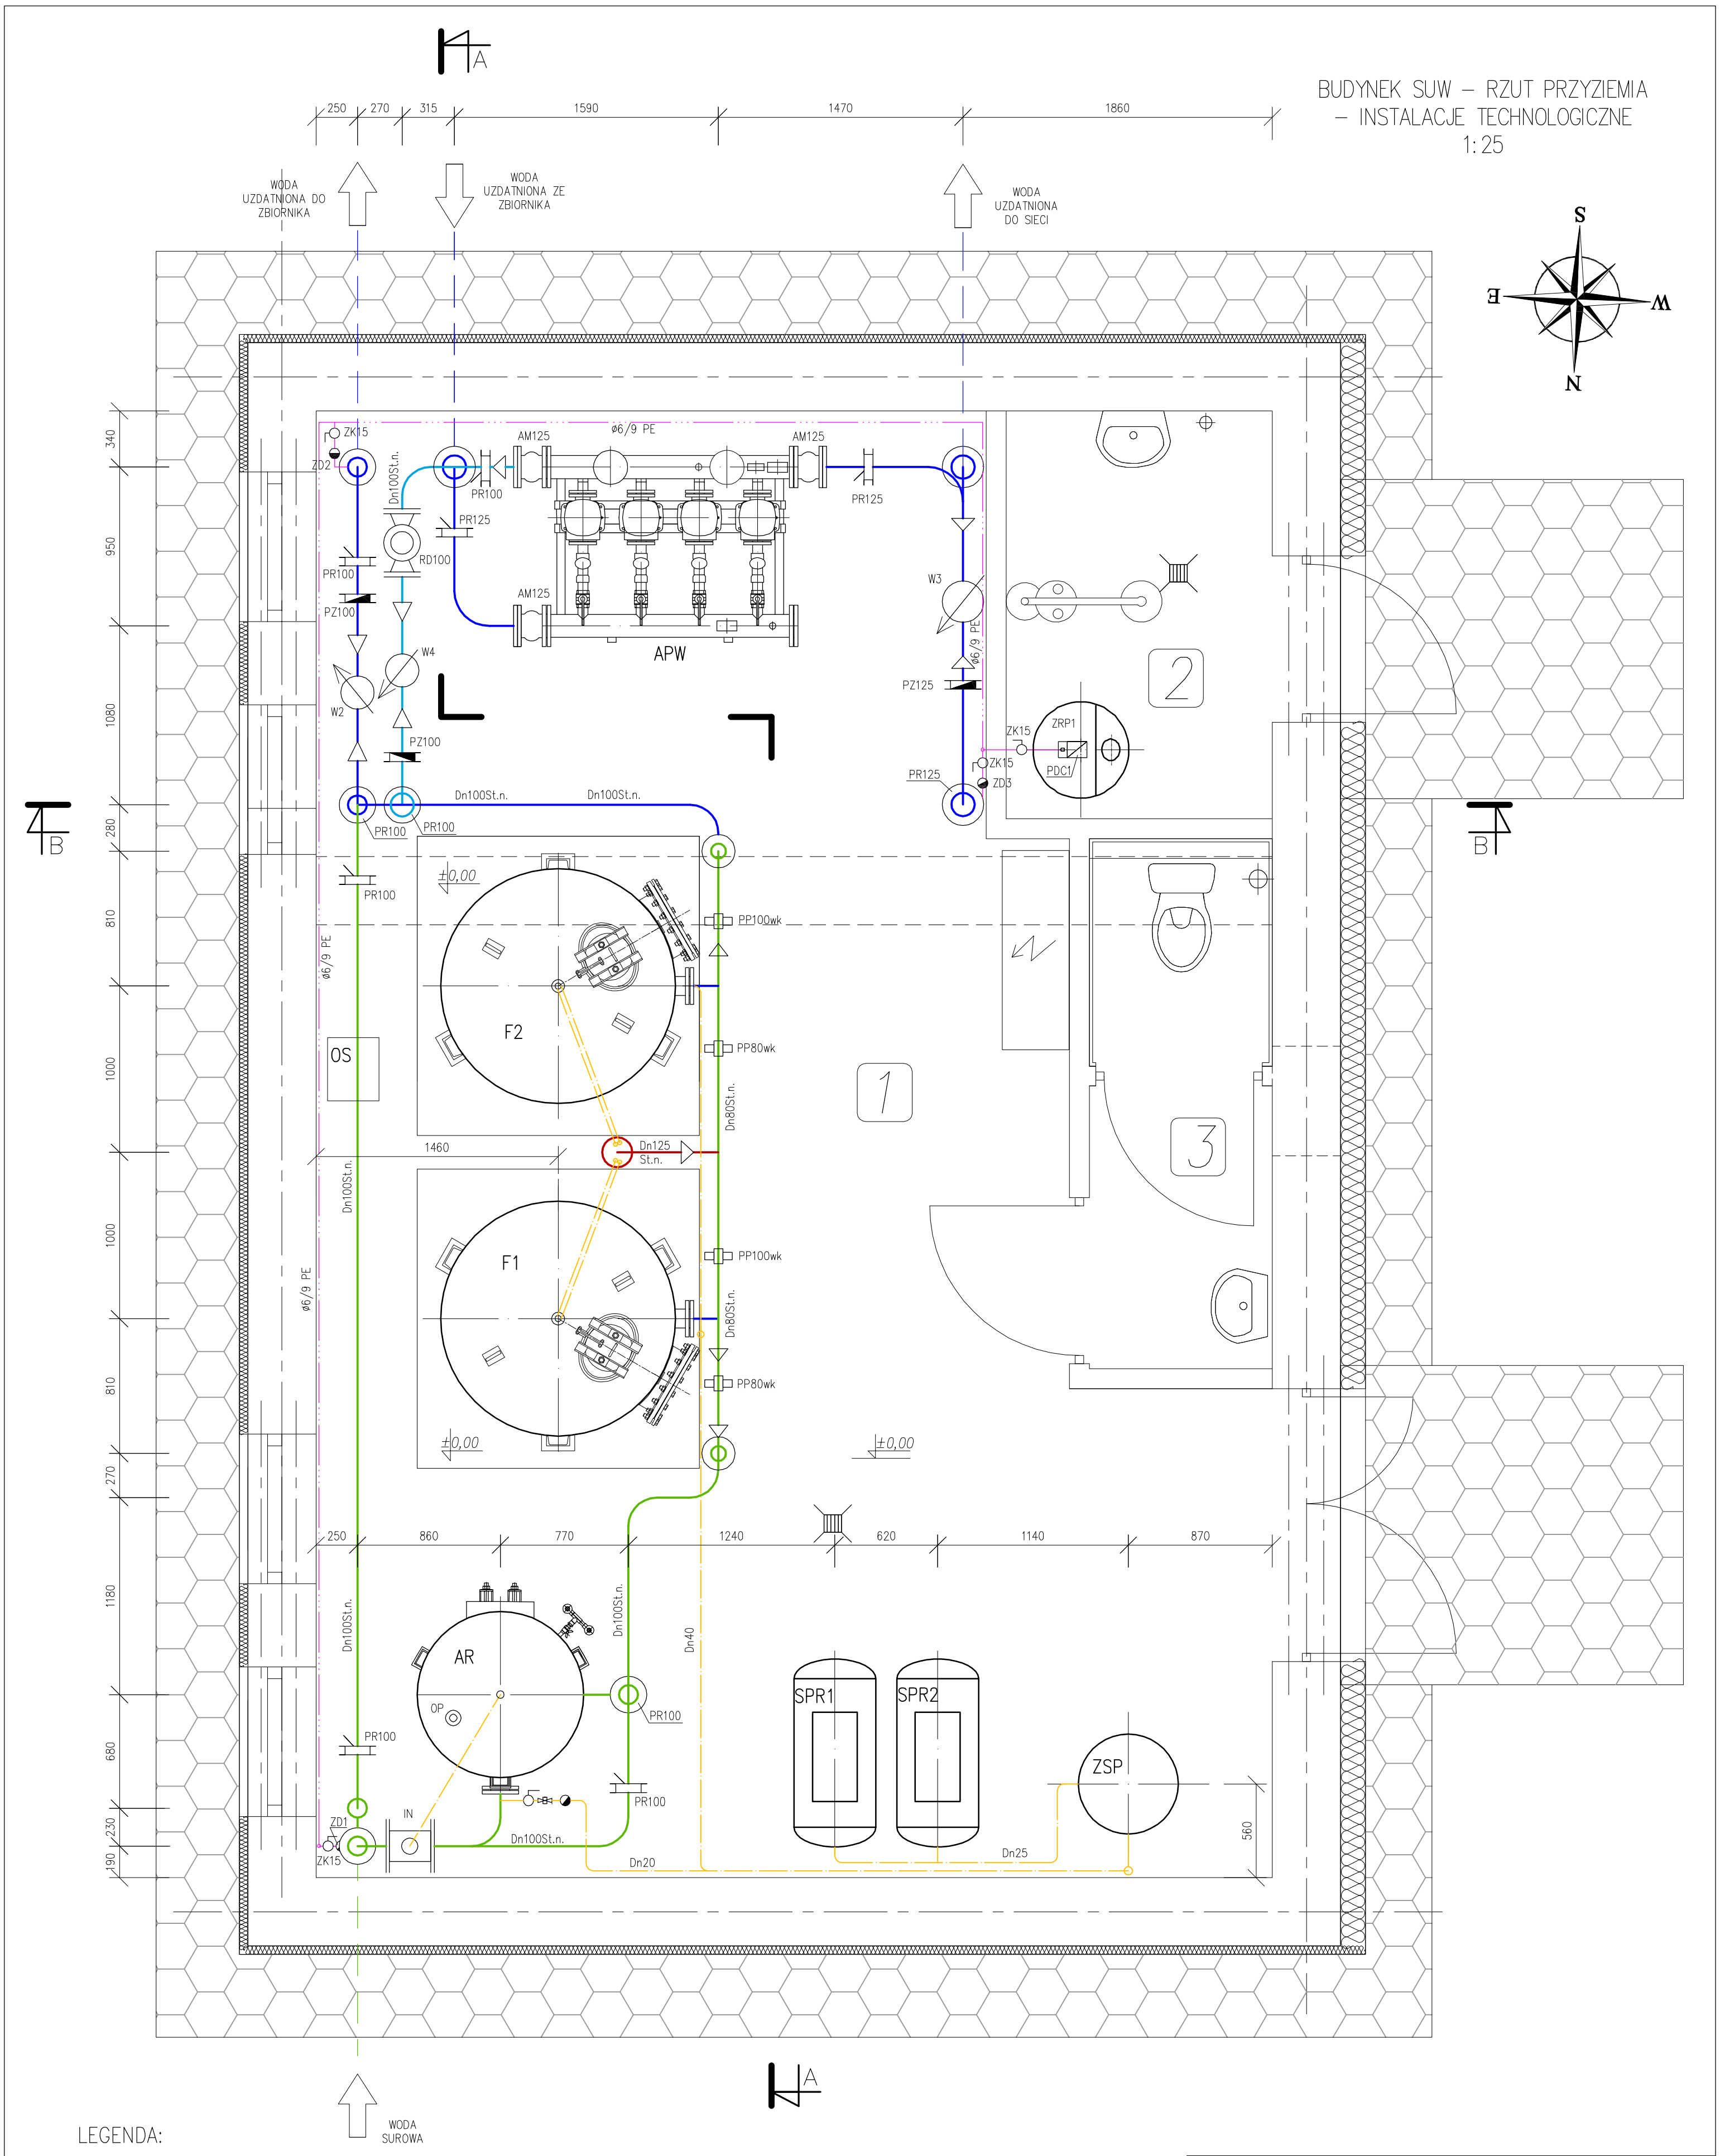 A
BUDYNEK SUW – RZUT PRZYZIEMIA
– INSTALACJE TECHNOLOGICZNE
1:25
250
270
315
1590
1470
1860
WODA
UZDATNIONA DO
ZBIORNIKA
WODA
UZDATNIONA ZE
ZBIORNIKA
WODA
UZDATNIONA
DO SIECI
S
E
W
N
340
950
1080
280
810
1000
1000
810
270
1180
680
230
190
ZK15
ZD2
Dn100St.n.
PR100
AM125
ø6/9 PE
AM125
PR125
PR125
RD100
PR100
PZ100
AM125
APW
W3
ø6/9 PE
W4
W2
PZ100
PZ125
2
ZRP1
ZK15
ZK15
PDC1
ZD3
PR125
Dn100St.n.
Dn100St.n.
PR100
PR100
B
B
±0,00
PR100
PP100wk
ø6/9 PE
F2
OS
PP80wk
1
Dn80St.n.
3
1460
Dn125
St.n.
Dn100St.n.
F1
PP100wk
ø6/9 PE
Dn80St.n.
PP80wk
±0,00
±0,00
250
860
770
1240
620
1140
870
Dn100St.n.
Dn100St.n.
Dn40
AR
OP
PR100
SPR1
SPR2
PR100
ZSP
PR100
ZD1
IN
ZK15
Dn100St.n.
Dn20
Dn25
560
A
WODA
SUROWA
LEGENDA: